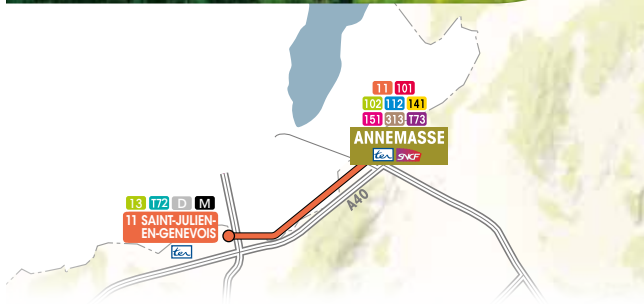 11 101
102 112 141
151 313 T73
ANNEMASSE
ter SNCF
A40
13 T72 D M
11 SAINT-JULIEN-
EN-GENEVOIS
ter